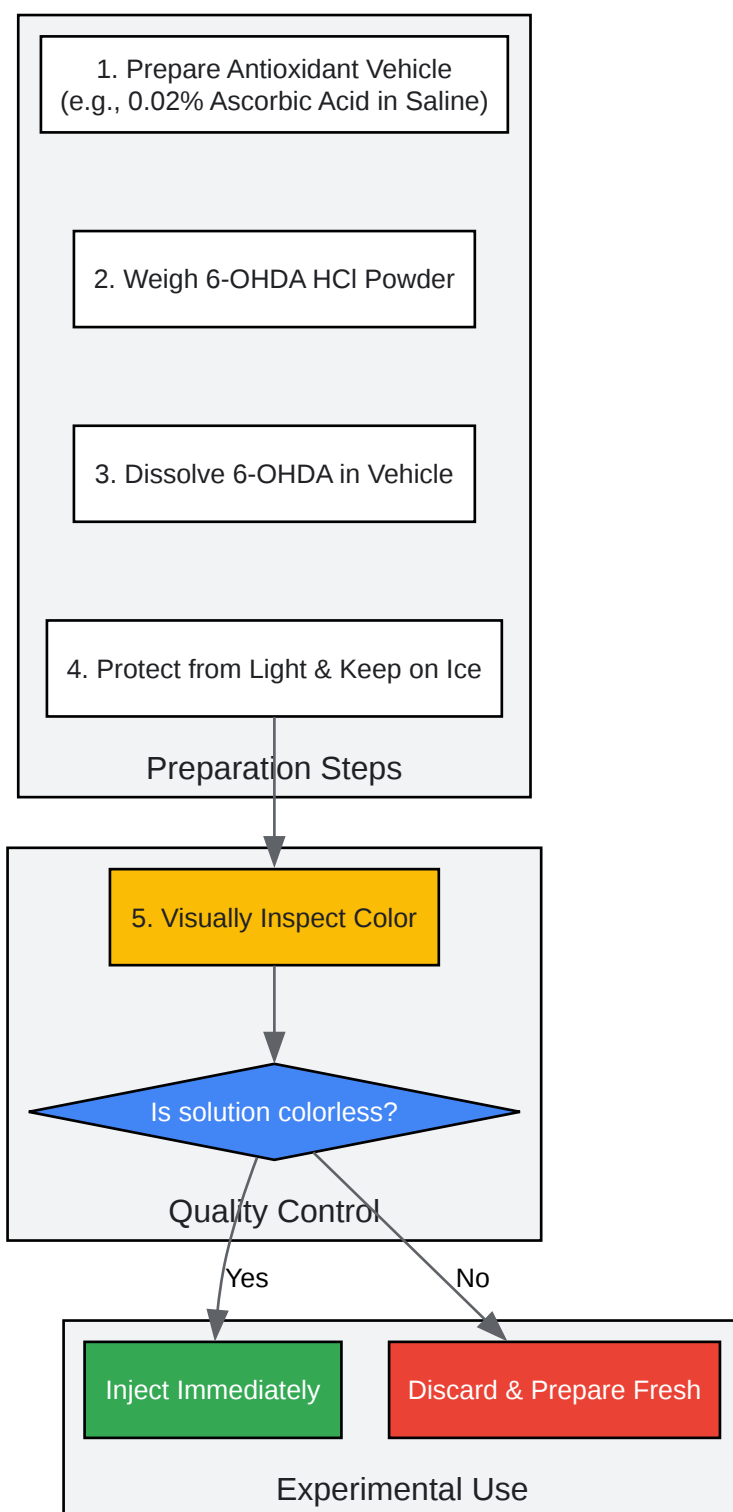 1. Prepare Antioxidant Vehicle
(e.g., 0.02% Ascorbic Acid in Saline)
2. Weigh 6-OHDA HCl Powder
3. Dissolve 6-OHDA in Vehicle
4. Protect from Light & Keep on Ice
Preparation Steps
5. Visually Inspect Color
Is solution colorless?
Quality Control
Yes
No
Inject Immediately
Discard & Prepare Fresh
Experimental Use